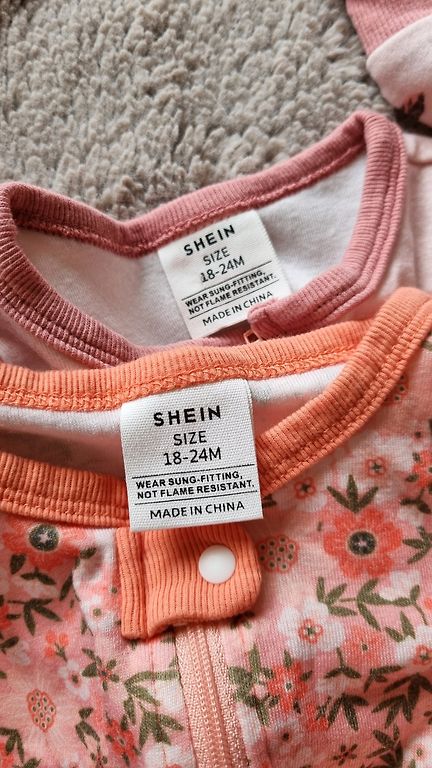 SHEIN
SIZE
18-24M
WEAR SUNG-FITTING,
NOT FLAME RESISTANT.
MADE IN CHINA
SHEIN
SIZE
18-24M
WEAR SUNG-FITTING,
NOT FLAME RESISTANT.
MADE IN CHINA